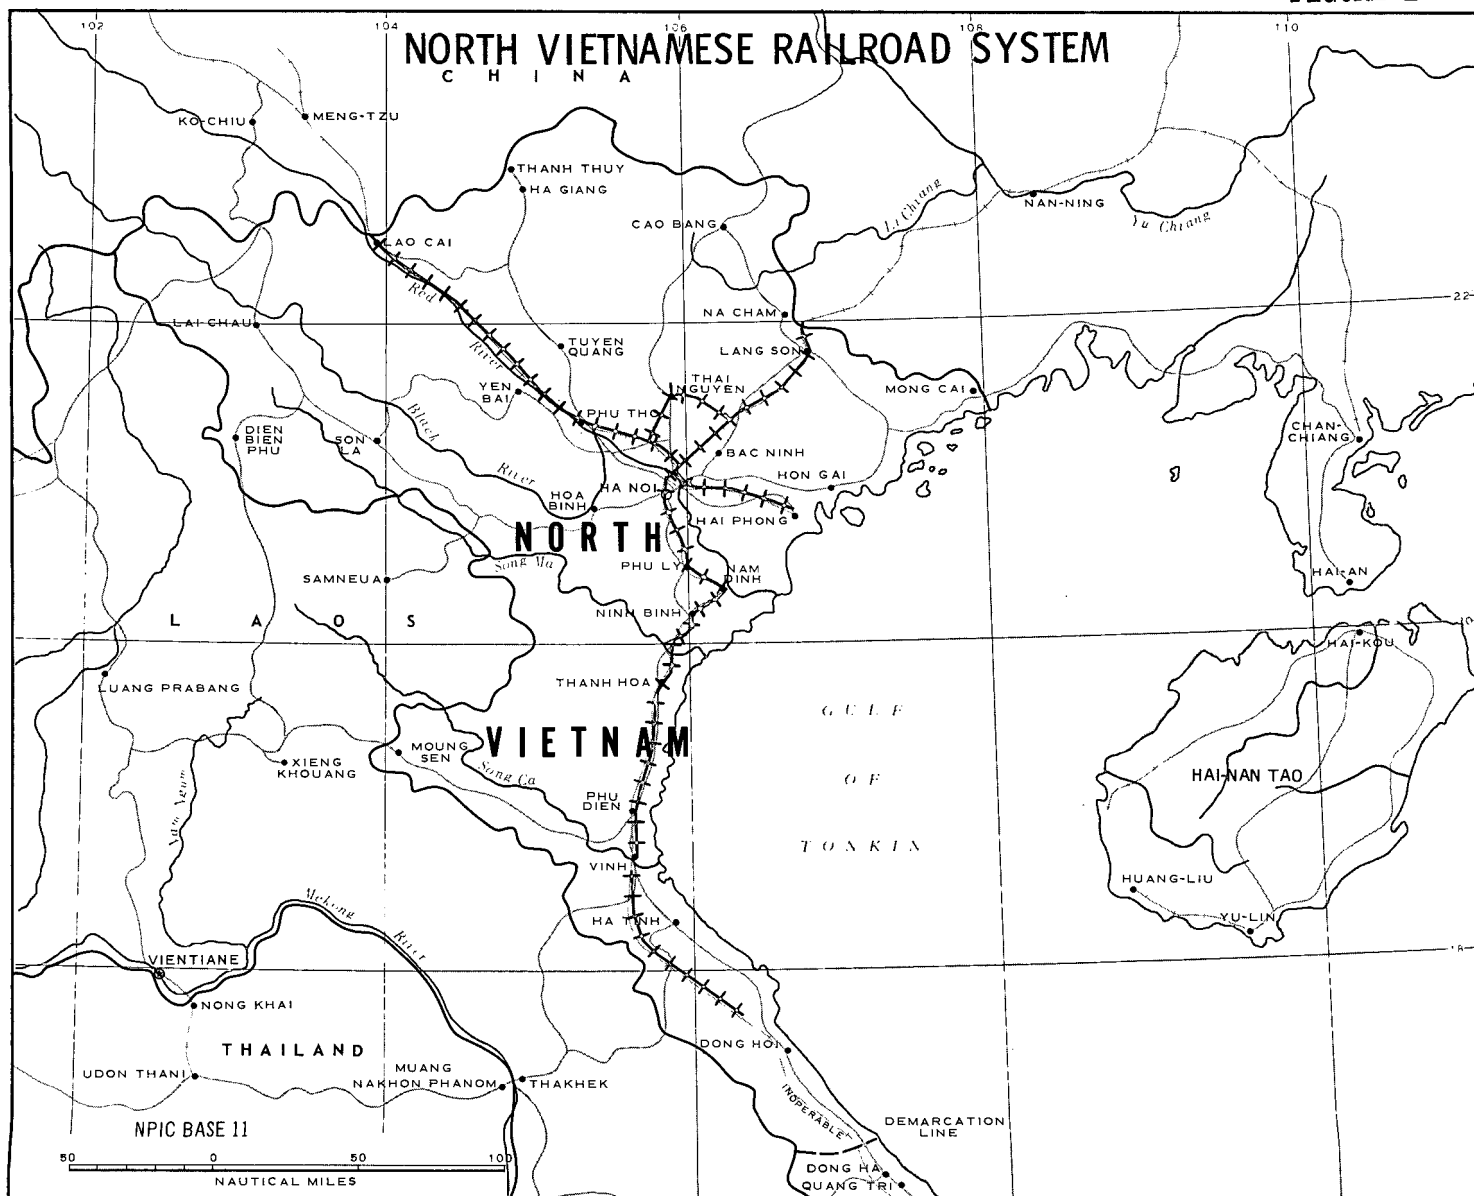 102
104
106
108
110
NORTH VIETNAMESE RAILROAD SYSTEM
CHINA
KO-CHIU
MENG-TZU
THANH THUY
HA GIANG
CAO BANG
Li Chiang
NAN-NING
Yu Chiang
LAO CAI
Red
River
22
NA CHAM
LAI CHAU
TUYEN
QUANG
LANG SON
THAI
NGUYEN
YEN
BAI
MONG CAI
PHU THO
Black
River
DIEN
BIEN
PHU
SON
LA
CHAN-
CHIANG
BAC NINH
HON GAI
HA NOI
HOA
BINH
HAI PHONG
NORTH
Song Ma
PHU LY
NAM
DINH
SAMNEUA
HAI-AN
LAOS
NINH BINH
HAI-KOU
THANH HOA
LUANG PRABANG
GULF
OF
TONKIN
VIETNAM
MOUNG
SEN
Song Ca
XIENG
KHOUANG
HAI-NAN TAO
PHU
DIEN
Nam Ngum
VINH
HUANG-LIU
YU-LIN
HA TINH
Mekong
River
18
VIENTIANE
NONG KHAI
THAILAND
DONG HOI
UDON THANI
MUANG
NAKHON PHANOM
THAKHEK
INOPERABLE
DEMARCATION
LINE
NPIC BASE 11
50 0 50 100
NAUTICAL MILES
DONG HA
QUANG TRI